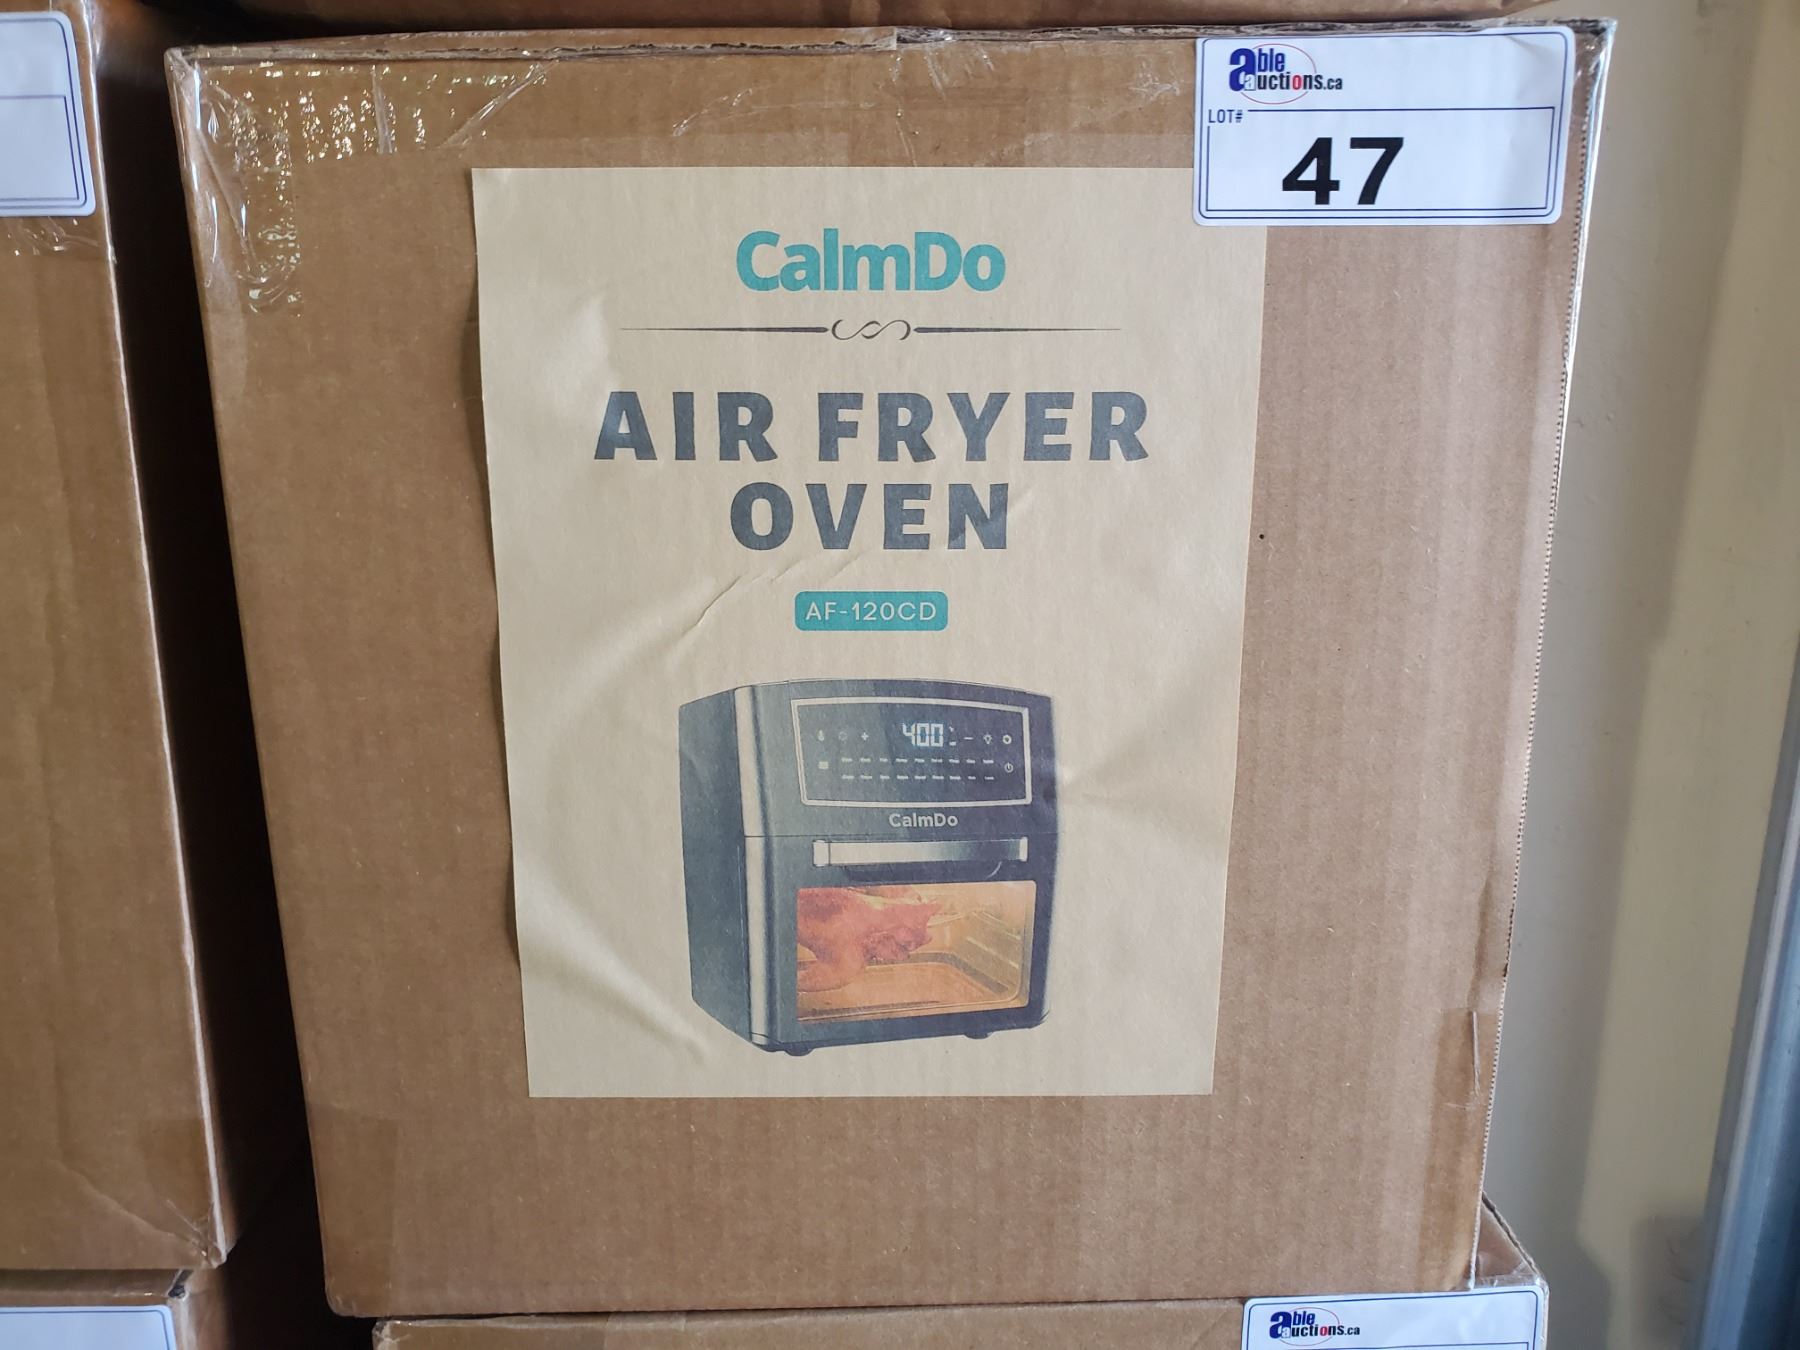 able
auctions.ca
LOT#
47
CalmDo
AIR FRYER
OVEN
AF-120CD
400
CalmDo
able
auctions.ca